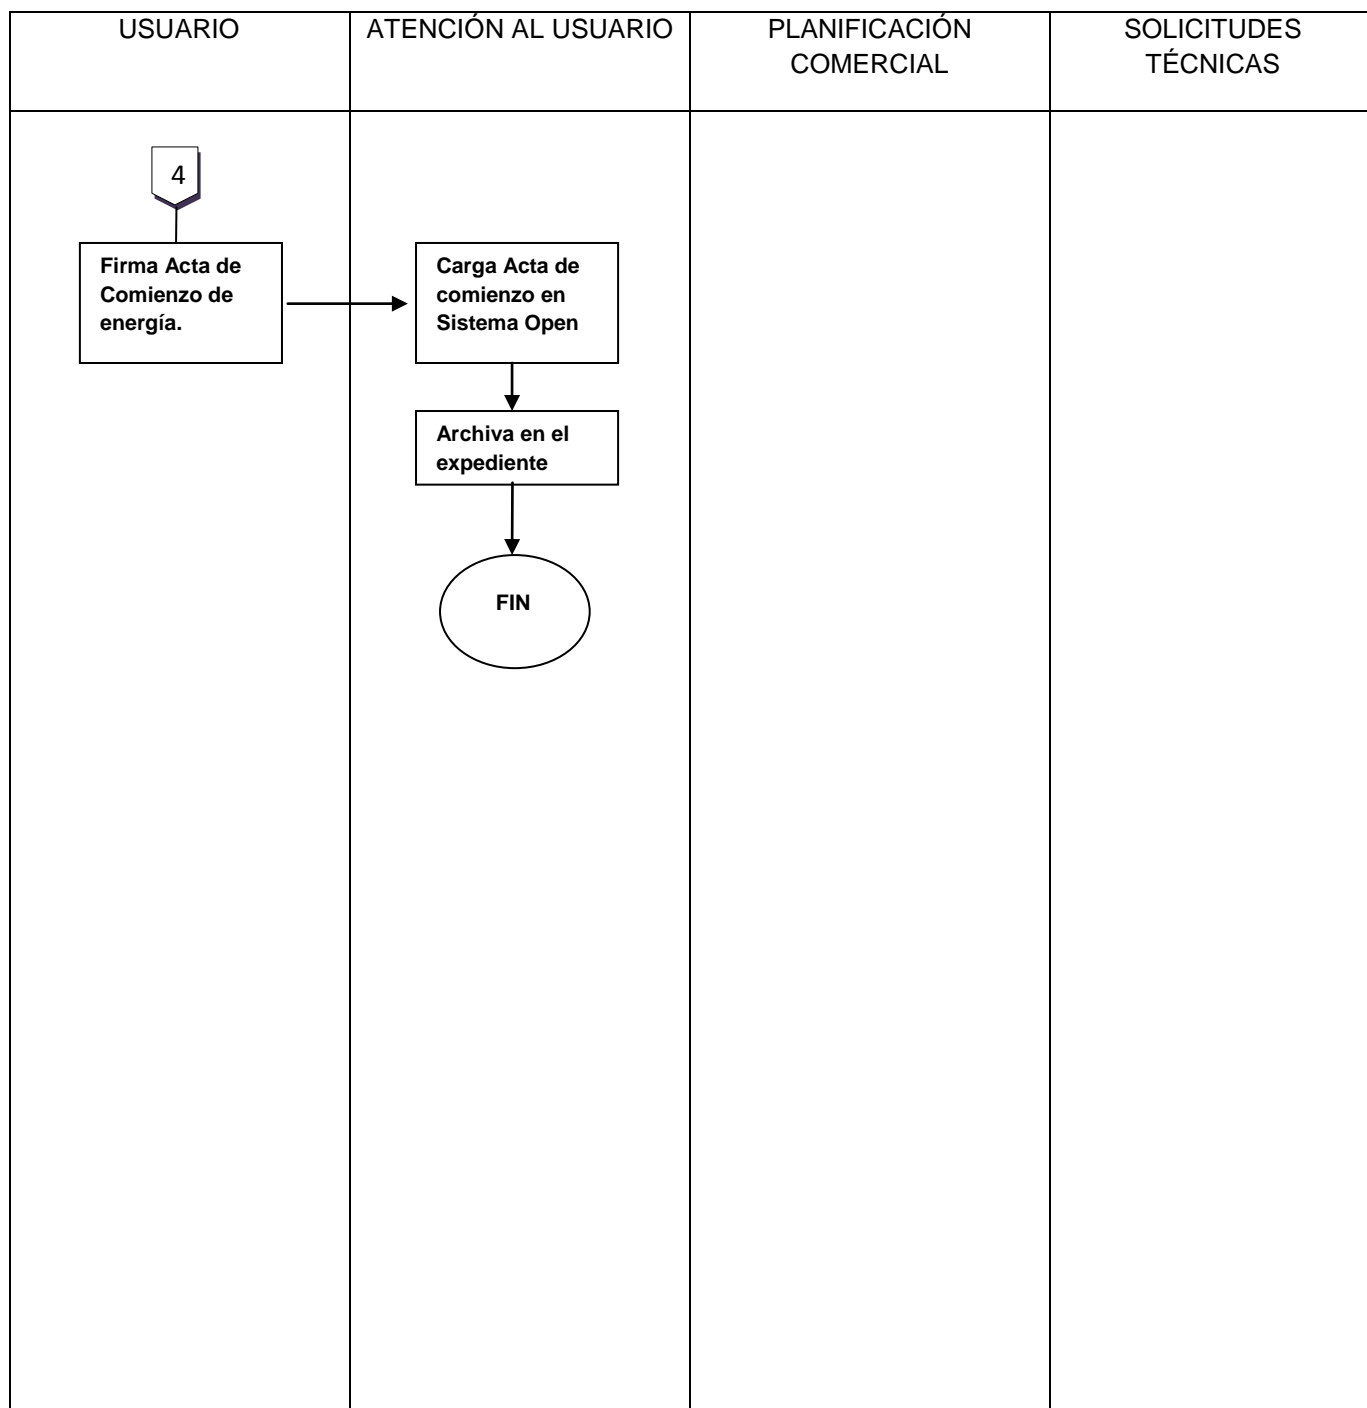 USUARIO
ATENCIÓN AL USUARIO
PLANIFICACIÓN
COMERCIAL
SOLICITUDES
TÉCNICAS
4
Firma Acta de
Comienzo de
energía.
Carga Acta de
comienzo en
Sistema Open
Archiva en el
expediente
FIN